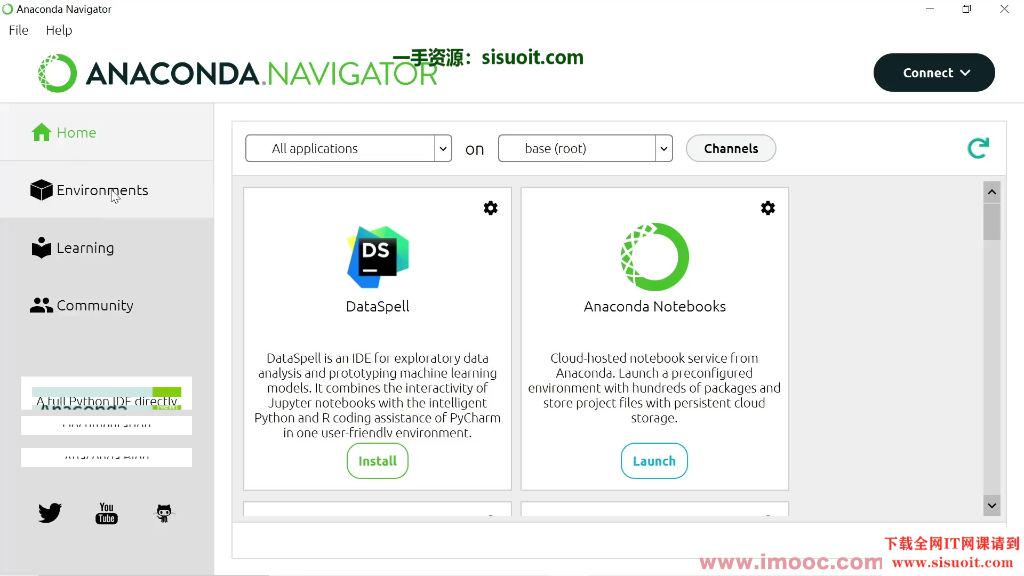 Anaconda Navigator
File Help
一手资源：sisuoit.com
ANACONDA.NAVIGATOR
Connect
Home
Environments
Learning
Community
All applications
on
base (root)
Channels
DS
DataSpell
DataSpell is an IDE for exploratory data
analysis and prototyping machine learning
models. It combines the interactivity of
Jupyter notebooks with the intelligent
Python and R coding assistance of PyCharm
in one user-friendly environment.
Install
Anaconda Notebooks
Cloud-hosted notebook service from
Anaconda. Launch a preconfigured
environment with hundreds of packages and
store project files with persistent cloud
storage.
Launch
A full Python IDE directly
Anaconda
You
Tube
下载全网IT网课请到
www.imooc.com
www.sisuoit.com